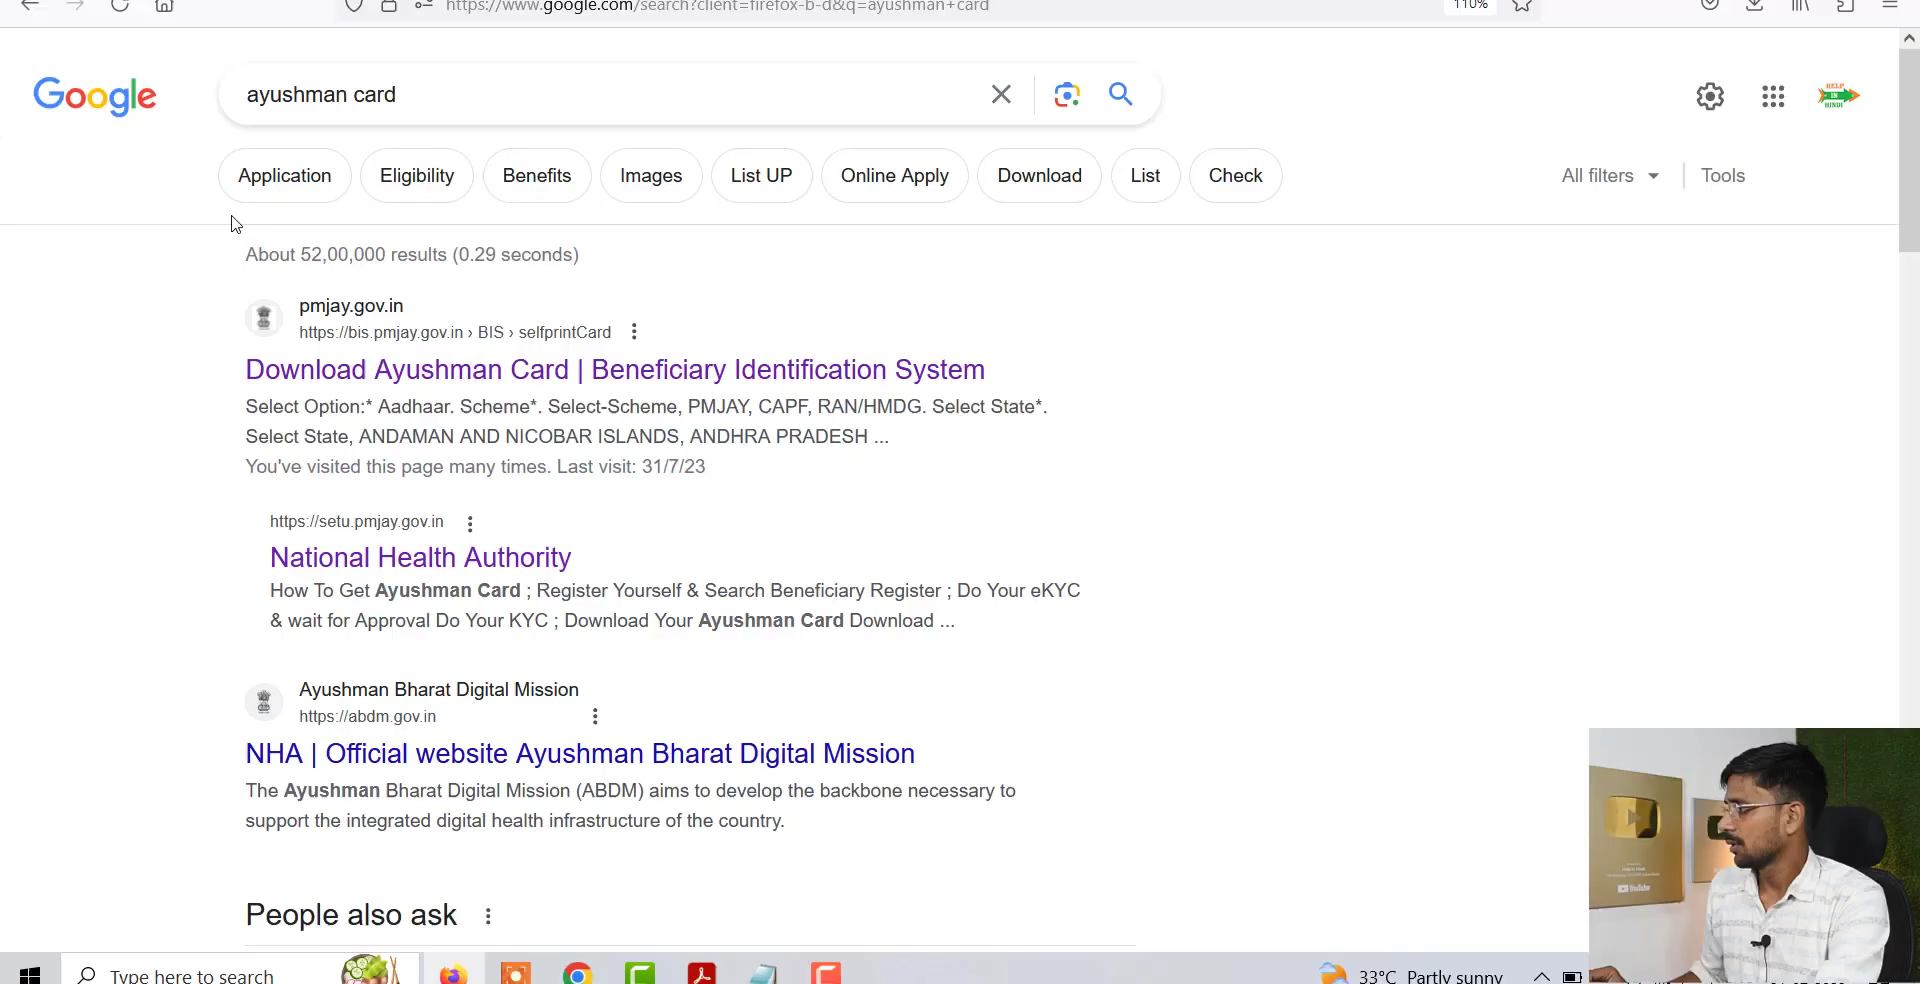 https://www.google.com/search?client=firefox-b-d&q=ayushman+card
110%
Google
ayushman card
HELP
IN
HINDI
Application
Eligibility
Benefits
Images
List UP
Online Apply
Download
List
Check
All filters
Tools
About 52,00,000 results (0.29 seconds)
pmjay.gov.in
https://bis.pmjay.gov.in › BIS › selfprintCard
Download Ayushman Card | Beneficiary Identification System
Select Option:* Aadhaar. Scheme*. Select-Scheme, PMJAY, CAPF, RAN/HMDG. Select State*.
Select State, ANDAMAN AND NICOBAR ISLANDS, ANDHRA PRADESH ...
You've visited this page many times. Last visit: 31/7/23
https://setu.pmjay.gov.in
National Health Authority
How To Get Ayushman Card ; Register Yourself & Search Beneficiary Register ; Do Your eKYC
& wait for Approval Do Your KYC ; Download Your Ayushman Card Download ...
Ayushman Bharat Digital Mission
https://abdm.gov.in
NHA | Official website Ayushman Bharat Digital Mission
The Ayushman Bharat Digital Mission (ABDM) aims to develop the backbone necessary to
support the integrated digital health infrastructure of the country.
People also ask
YouTube
Type here to search
33°C Partly sunny